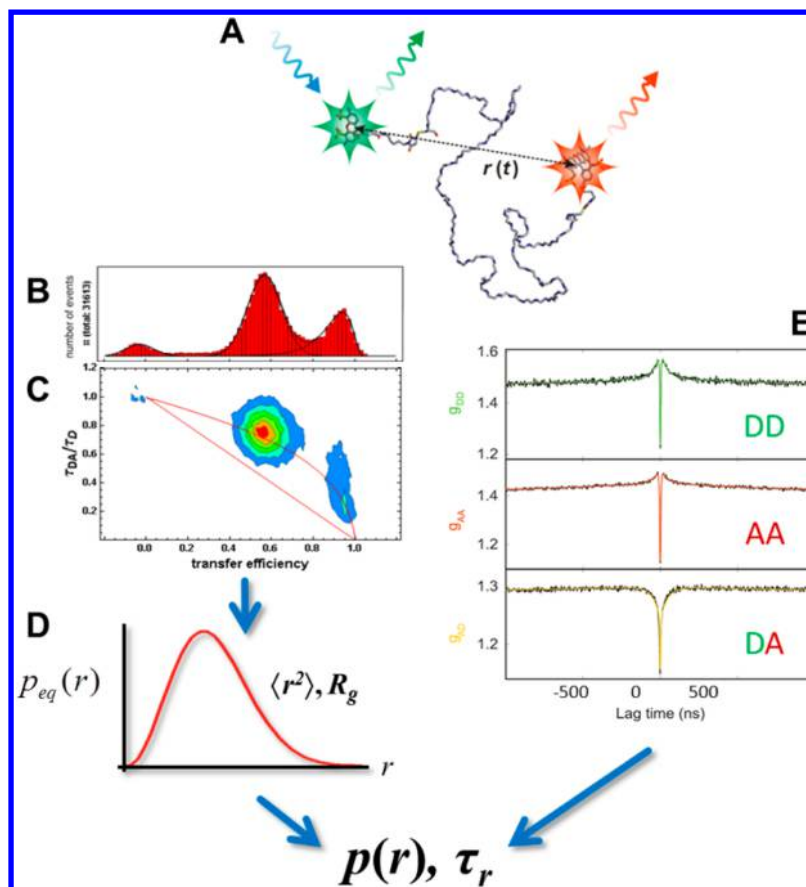 A
r (t)
B
number of events
(total: 31613)
C
τDA/τD
1.2
1.0
0.8
0.6
0.4
0.2
0.0 0.2 0.4 0.6 0.8 1.0
transfer efficiency
D
peq(r)
⟨r²⟩, Rg
r
E
gDD
1.6
1.4
1.2
DD
gAA
1.4
1.2
AA
gAD
1.3
1.2
DA
-500 0 500
Lag time (ns)
p(r), τr